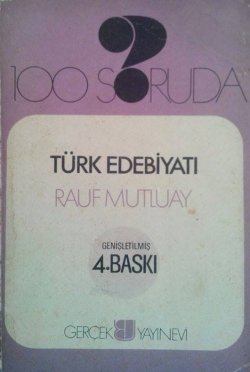 100 SORUDA
TÜRK EDEBİYATI
RAUF MUTLUAY
GENİŞLETİLMİŞ
4.BASKI
GERÇEK YAYINEVİ